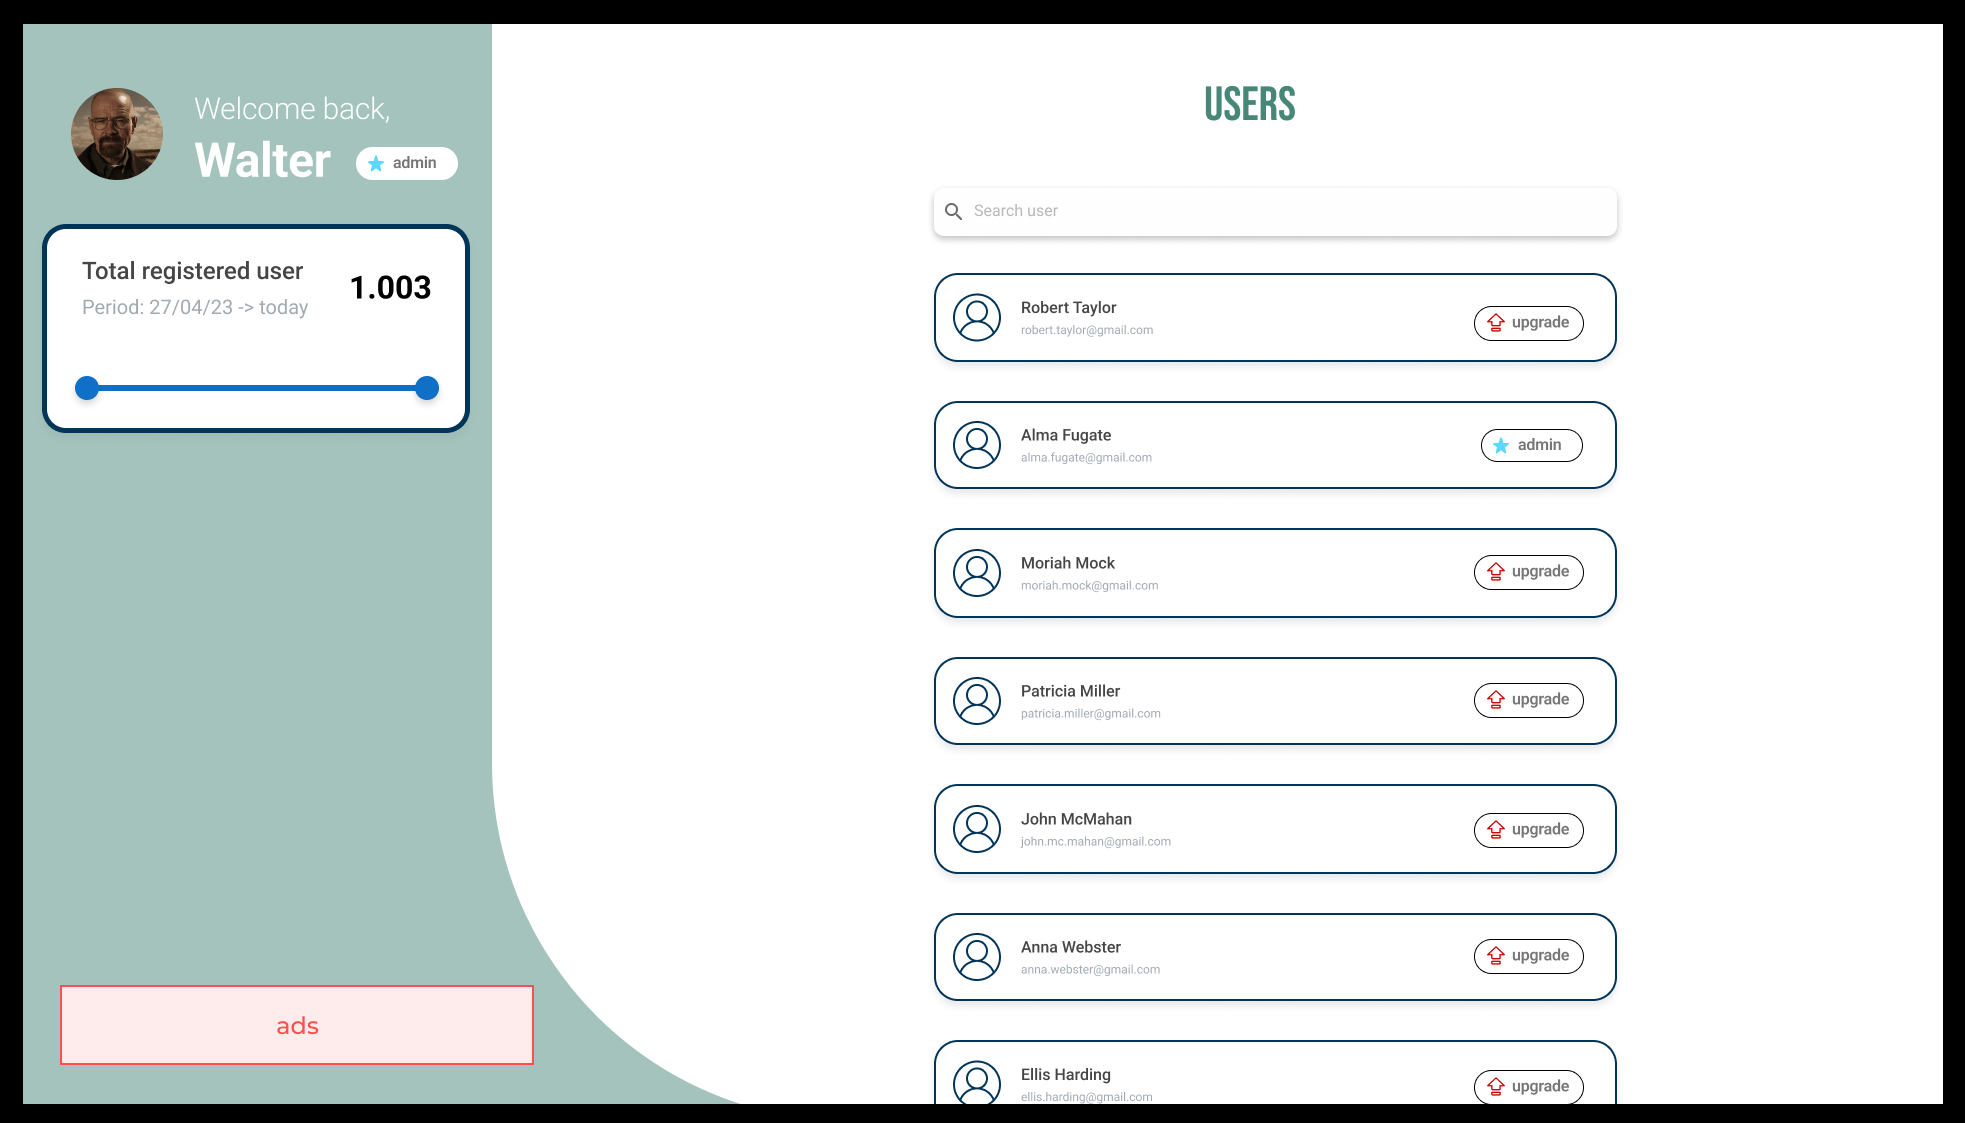 Welcome back,
Walter
admin
Total registered user
1.003
Period: 27/04/23 -> today
ads
USERS
Search user
Robert Taylor
robert.taylor@gmail.com
upgrade
Alma Fugate
alma.fugate@gmail.com
admin
Moriah Mock
moriah.mock@gmail.com
upgrade
Patricia Miller
patricia.miller@gmail.com
upgrade
John McMahan
john.mc.mahan@gmail.com
upgrade
Anna Webster
anna.webster@gmail.com
upgrade
Ellis Harding
ellis.harding@gmail.com
upgrade